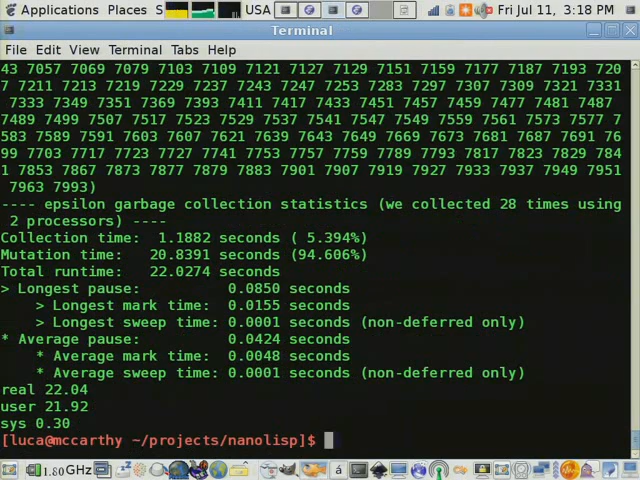 Applications Places S USA Fri Jul 11, 3:18 PM
Terminal
File Edit View Terminal Tabs Help
43 7057 7069 7079 7103 7109 7121 7127 7129 7151 7159 7177 7187 7193 720
7 7211 7213 7219 7229 7237 7243 7247 7253 7283 7297 7307 7309 7321 7331
7333 7349 7351 7369 7393 7411 7417 7433 7451 7457 7459 7477 7481 7487
7489 7499 7507 7517 7523 7529 7537 7541 7547 7549 7559 7561 7573 7577 7
583 7589 7591 7603 7607 7621 7639 7643 7649 7669 7673 7681 7687 7691 76
99 7703 7717 7723 7727 7741 7753 7757 7759 7789 7793 7817 7823 7829 784
1 7853 7867 7873 7877 7879 7883 7901 7907 7919 7927 7933 7937 7949 7951
7963 7993)
---- epsilon garbage collection statistics (we collected 28 times using
2 processors) ----
Collection time: 1.1882 seconds ( 5.394%)
Mutation time: 20.8391 seconds (94.606%)
Total runtime: 22.0274 seconds
> Longest pause: 0.0850 seconds
> Longest mark time: 0.0155 seconds
> Longest sweep time: 0.0001 seconds (non-deferred only)
* Average pause: 0.0424 seconds
* Average mark time: 0.0048 seconds
* Average sweep time: 0.0001 seconds (non-deferred only)
real 22.04
user 21.92
sys 0.30
[luca@mccarthy ~/projects/nanolisp]$
1.80GHz á